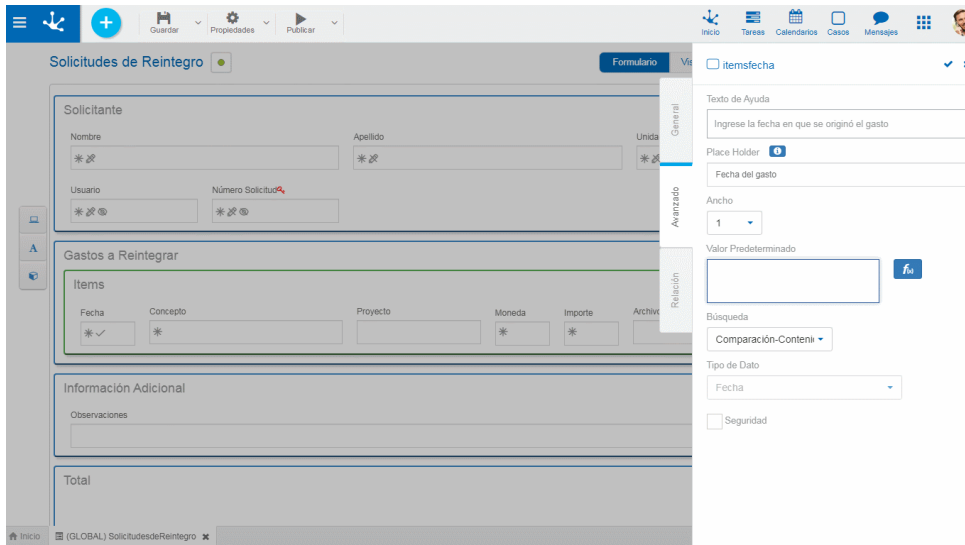 Guardar
Propiedades
Publicar
Inicio
Tareas
Calendarios
Casos
Mensajes
Solicitudes de Reintegro
Formulario
Solicitante
Nombre
Apellido
Usuario
Número Solicitud
Gastos a Reintegrar
Items
Fecha
Concepto
Proyecto
Moneda
Importe
Información Adicional
Observaciones
Total
Inicio
(GLOBAL) SolicitudesdeReintegro
General
Avanzado
Relación
itemsfecha
Texto de Ayuda
Ingrese la fecha en que se originó el gasto
Place Holder
Fecha del gasto
Ancho
1
Valor Predeterminado
f(x)
Búsqueda
Comparación-Conteni
Tipo de Dato
Fecha
Seguridad